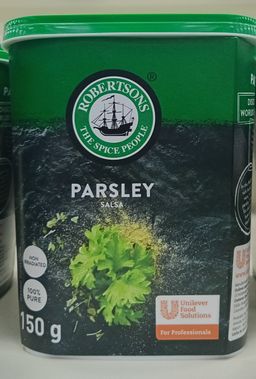 ROBERTSONS
THE SPICE PEOPLE
®
PARSLEY
SALSA
NON
IRRADIATED
100%
PURE
150 g
Unilever
Food
Solutions
For Professionals